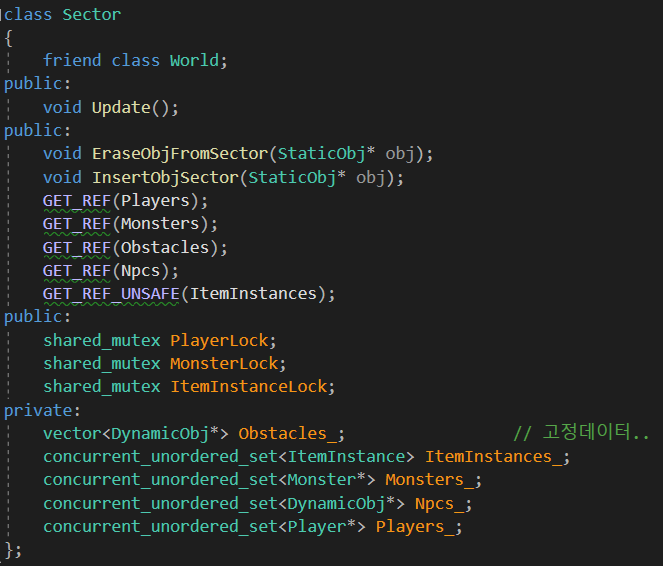 class Sector
{
friend class World;
public:
void Update();
public:
void EraseObjFromSector(StaticObj* obj);
void InsertObjSector(StaticObj* obj);
GET_REF(Players);
GET_REF(Monsters);
GET_REF(Obstacles);
GET_REF(Npcs);
GET_REF_UNSAFE(ItemInstances);
public:
shared_mutex PlayerLock;
shared_mutex MonsterLock;
shared_mutex ItemInstanceLock;
private:
vector<DynamicObj*> Obstacles_; // 고정데이터..
concurrent_unordered_set<ItemInstance> ItemInstances_;
concurrent_unordered_set<Monster*> Monsters_;
concurrent_unordered_set<DynamicObj*> Npcs_;
concurrent_unordered_set<Player*> Players_;
};